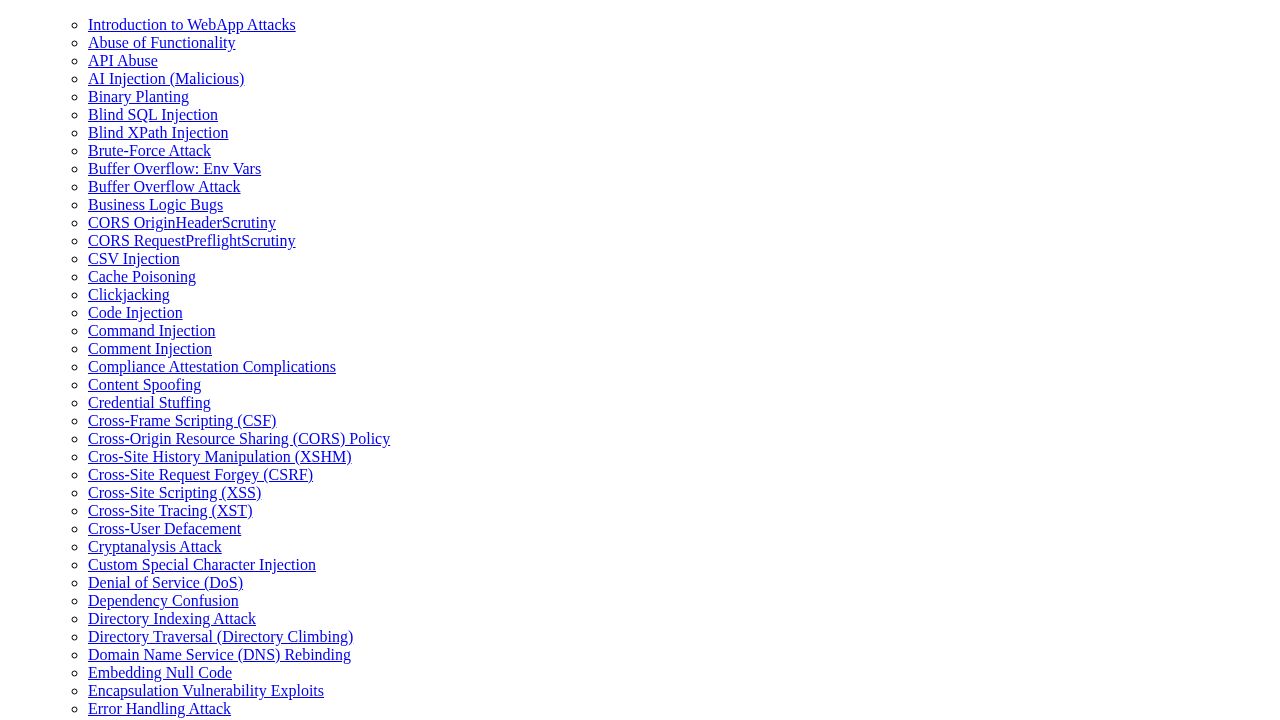 Introduction to WebApp Attacks
Abuse of Functionality
API Abuse
AI Injection (Malicious)
Binary Planting
Blind SQL Injection
Blind XPath Injection
Brute-Force Attack
Buffer Overflow: Env Vars
Buffer Overflow Attack
Business Logic Bugs
CORS OriginHeaderScrutiny
CORS RequestPreflightScrutiny
CSV Injection
Cache Poisoning
Clickjacking
Code Injection
Command Injection
Comment Injection
Compliance Attestation Complications
Content Spoofing
Credential Stuffing
Cross-Frame Scripting (CSF)
Cross-Origin Resource Sharing (CORS) Policy
Cros-Site History Manipulation (XSHM)
Cross-Site Request Forgey (CSRF)
Cross-Site Scripting (XSS)
Cross-Site Tracing (XST)
Cross-User Defacement
Cryptanalysis Attack
Custom Special Character Injection
Denial of Service (DoS)
Dependency Confusion
Directory Indexing Attack
Directory Traversal (Directory Climbing)
Domain Name Service (DNS) Rebinding
Embedding Null Code
Encapsulation Vulnerability Exploits
Error Handling Attack